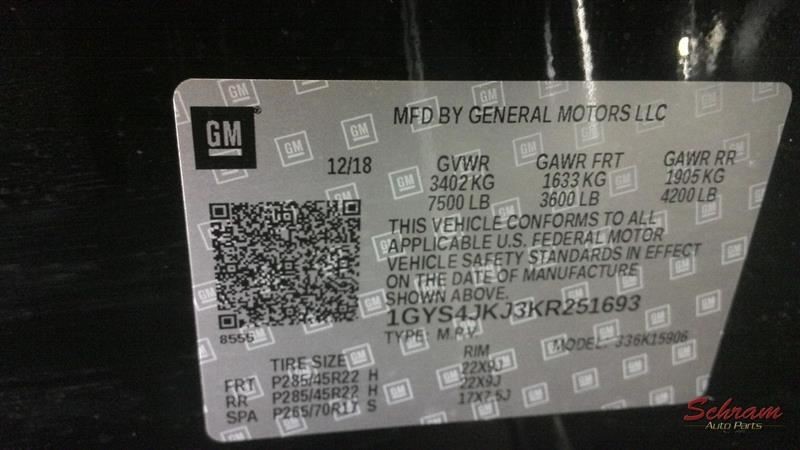 GM
MFD BY GENERAL MOTORS LLC
12/18 GVWR GAWR FRT GAWR RR
3402 KG 1633 KG 1905 KG
7500 LB 3600 LB 4200 LB
THIS VEHICLE CONFORMS TO ALL
APPLICABLE U.S. FEDERAL MOTOR
VEHICLE SAFETY STANDARDS IN EFFECT
ON THE DATE OF MANUFACTURE
SHOWN ABOVE.
1GYS4JKJ3KR251693
8555 TYPE: M.P.V. MODEL: 336K15906
TIRE SIZE RIM
FRT P285/45R22 H 22X9J
RR P285/45R22 H 22X9J
SPA P265/70R17 S 17X7.5J
Schram
Auto Parts